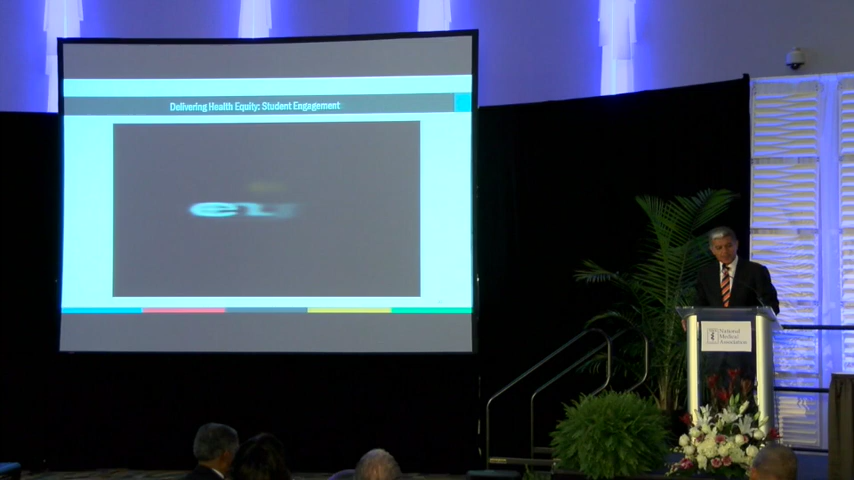 Delivering Health Equity: Student Engagement
National
Medical
Association